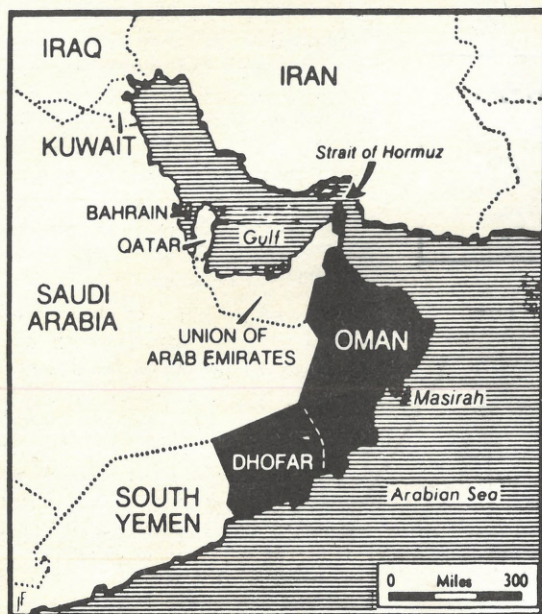 IRAQ
IRAN
KUWAIT
Strait of Hormuz
BAHRAIN
QATAR
Gulf
SAUDI
ARABIA
UNION OF
ARAB EMIRATES
OMAN
Masirah
DHOFAR
SOUTH
YEMEN
Arabian Sea
0 Miles 300